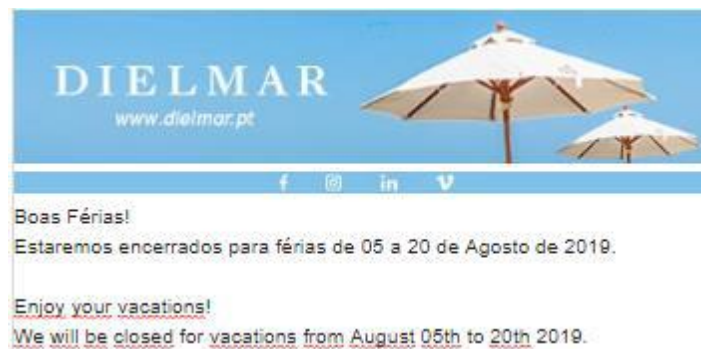 DIELMAR
www.dielmar.pt
Boas Férias!
Estaremos encerrados para férias de 05 a 20 de Agosto de 2019.
Enjoy your vacations!
We will be closed for vacations from August 05th to 20th 2019.